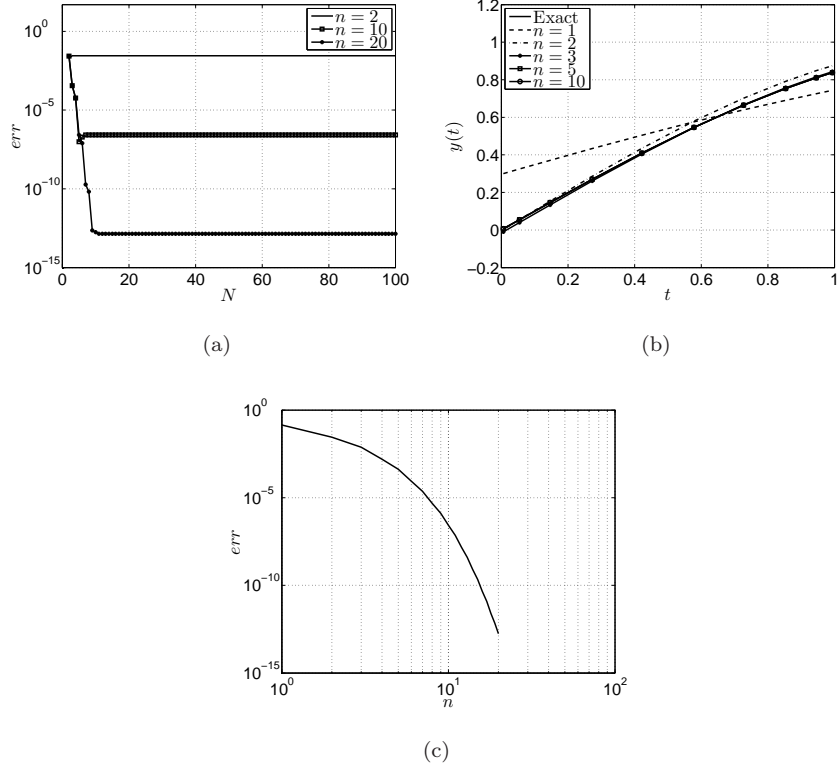 10^0
10^{-5}
10^{-10}
10^{-15}
err
0
20
40
60
80
100
N
n = 2
n = 10
n = 20
(a)
1.2
1
0.8
0.6
0.4
0.2
0
−0.2
y(t)
0
0.2
0.4
0.6
0.8
1
t
Exact
n = 1
n = 2
n = 3
n = 5
n = 10
(b)
10^0
10^{-5}
10^{-10}
10^{-15}
err
10^0
10^1
10^2
n
(c)